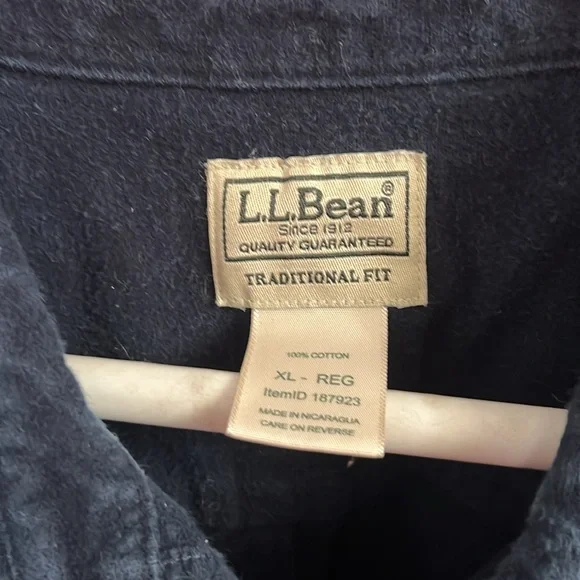 L.L.Bean®
Since 1912
QUALITY GUARANTEED
TRADITIONAL FIT
100% COTTON
XL - REG
ItemID 187923
MADE IN NICARAGUA
CARE ON REVERSE